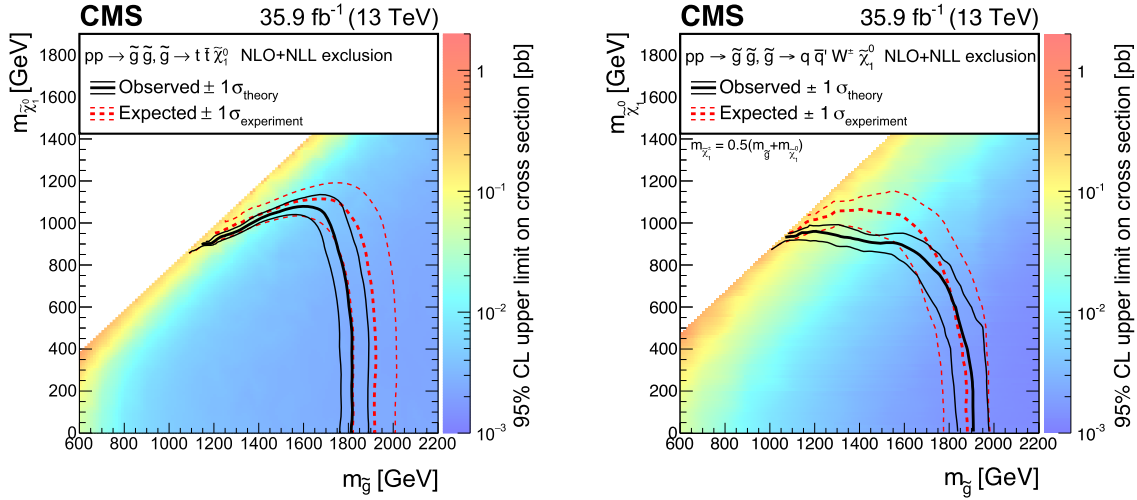 CMS 35.9 fb⁻¹ (13 TeV)
pp → g̃ g̃, g̃ → t t̄ χ̃⁰₁ NLO+NLL exclusion
Observed ± 1σ_theory
Expected ± 1σ_experiment
m_χ̃⁰₁ [GeV]
1800
1600
1400
1200
1000
800
600
400
200
0
600 800 1000 1200 1400 1600 1800 2000 2200
m_g̃ [GeV]
1
10⁻¹
10⁻²
10⁻³
95% CL upper limit on cross section [pb]
CMS 35.9 fb⁻¹ (13 TeV)
pp → g̃ g̃, g̃ → q q̄' W± χ̃⁰₁ NLO+NLL exclusion
Observed ± 1σ_theory
Expected ± 1 σ_experiment
m_χ̃±₁ = 0.5(m_g̃+m_χ̃⁰₁)
m_χ̃⁰₁ [GeV]
1800
1600
1400
1200
1000
800
600
400
200
0
600 800 1000 1200 1400 1600 1800 2000 2200
m_g̃ [GeV]
1
10⁻¹
10⁻²
10⁻³
95% CL upper limit on cross section [pb]